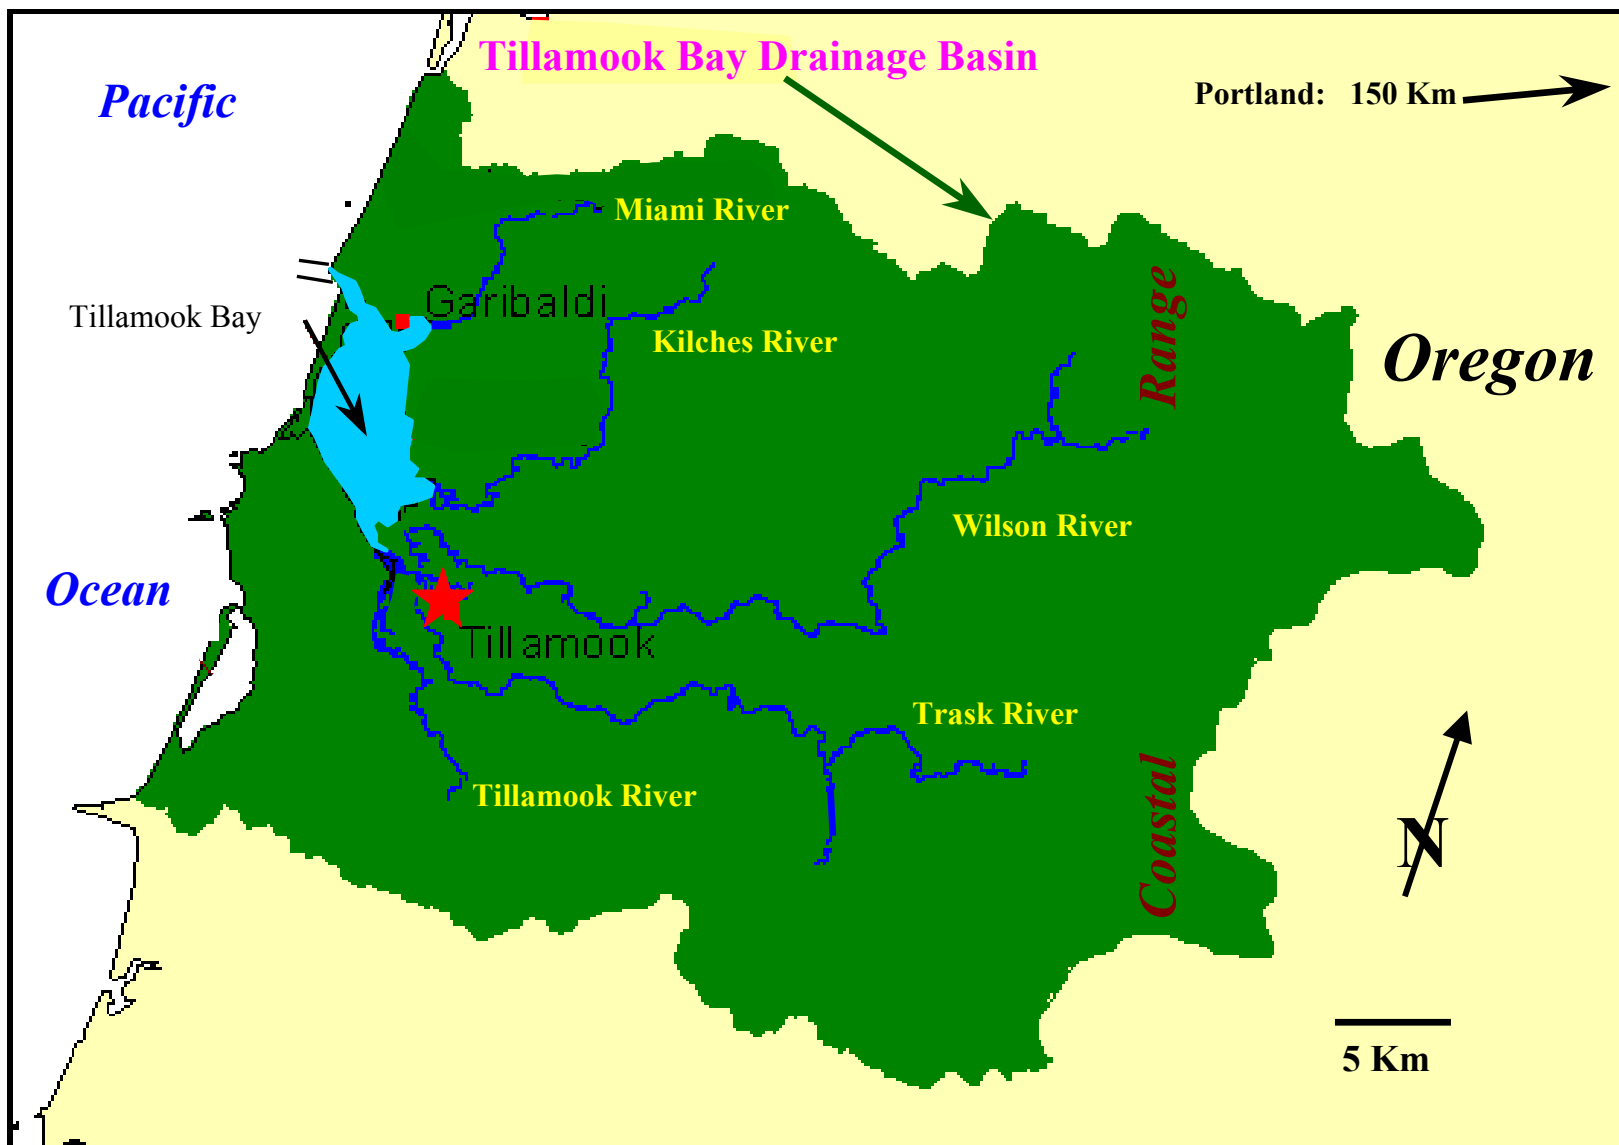 Tillamook Bay Drainage Basin
Pacific
Portland: 150 Km
Miami River
Garibaldi
Tillamook Bay
Kilches River
Range
Oregon
Wilson River
Ocean
Tillamook
Trask River
Tillamook River
Coastal
N
5 Km